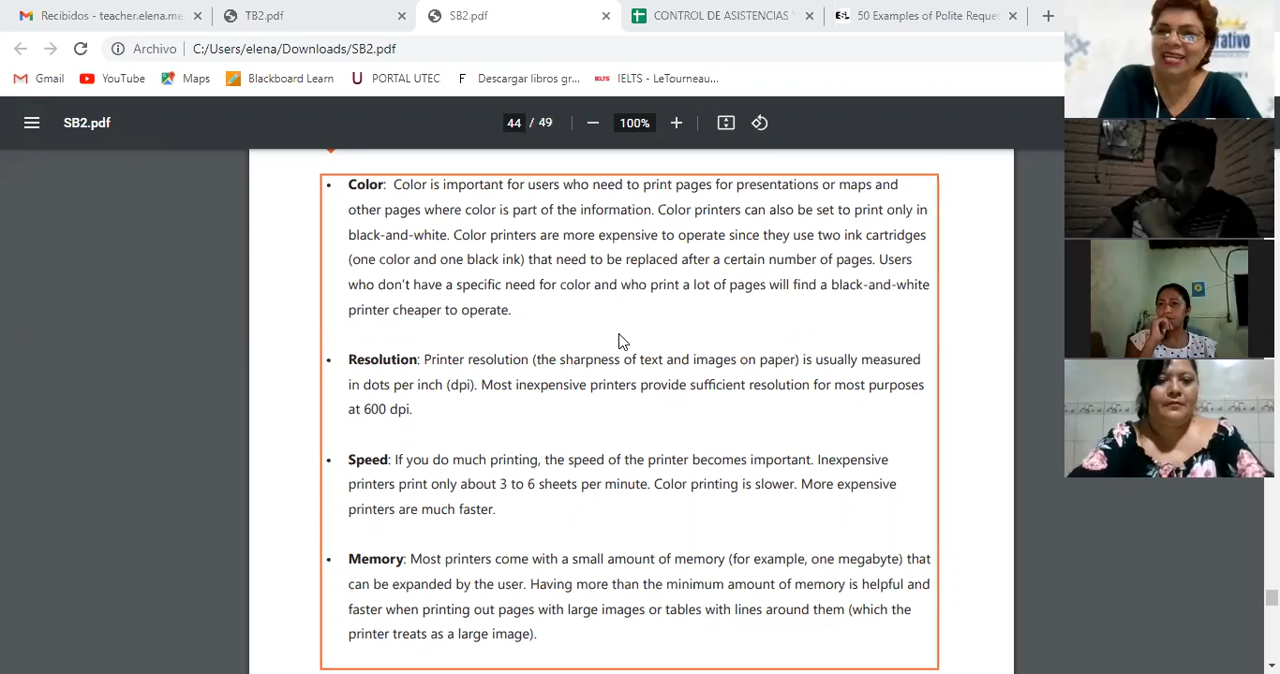 Recibidos - teacher.elena.me
TB2.pdf
SB2.pdf
CONTROL DE ASISTENCIAS
50 Examples of Polite Reque
Archivo
C:/Users/elena/Downloads/SB2.pdf
Gmail
YouTube
Maps
Blackboard Learn
PORTAL UTEC
Descargar libros gr...
IELTS - LeTourneau...
SB2.pdf
44 / 49
100%
• Color: Color is important for users who need to print pages for presentations or maps and
other pages where color is part of the information. Color printers can also be set to print only in
black-and-white. Color printers are more expensive to operate since they use two ink cartridges
(one color and one black ink) that need to be replaced after a certain number of pages. Users
who don't have a specific need for color and who print a lot of pages will find a black-and-white
printer cheaper to operate.
• Resolution: Printer resolution (the sharpness of text and images on paper) is usually measured
in dots per inch (dpi). Most inexpensive printers provide sufficient resolution for most purposes
at 600 dpi.
• Speed: If you do much printing, the speed of the printer becomes important. Inexpensive
printers print only about 3 to 6 sheets per minute. Color printing is slower. More expensive
printers are much faster.
• Memory: Most printers come with a small amount of memory (for example, one megabyte) that
can be expanded by the user. Having more than the minimum amount of memory is helpful and
faster when printing out pages with large images or tables with lines around them (which the
printer treats as a large image).